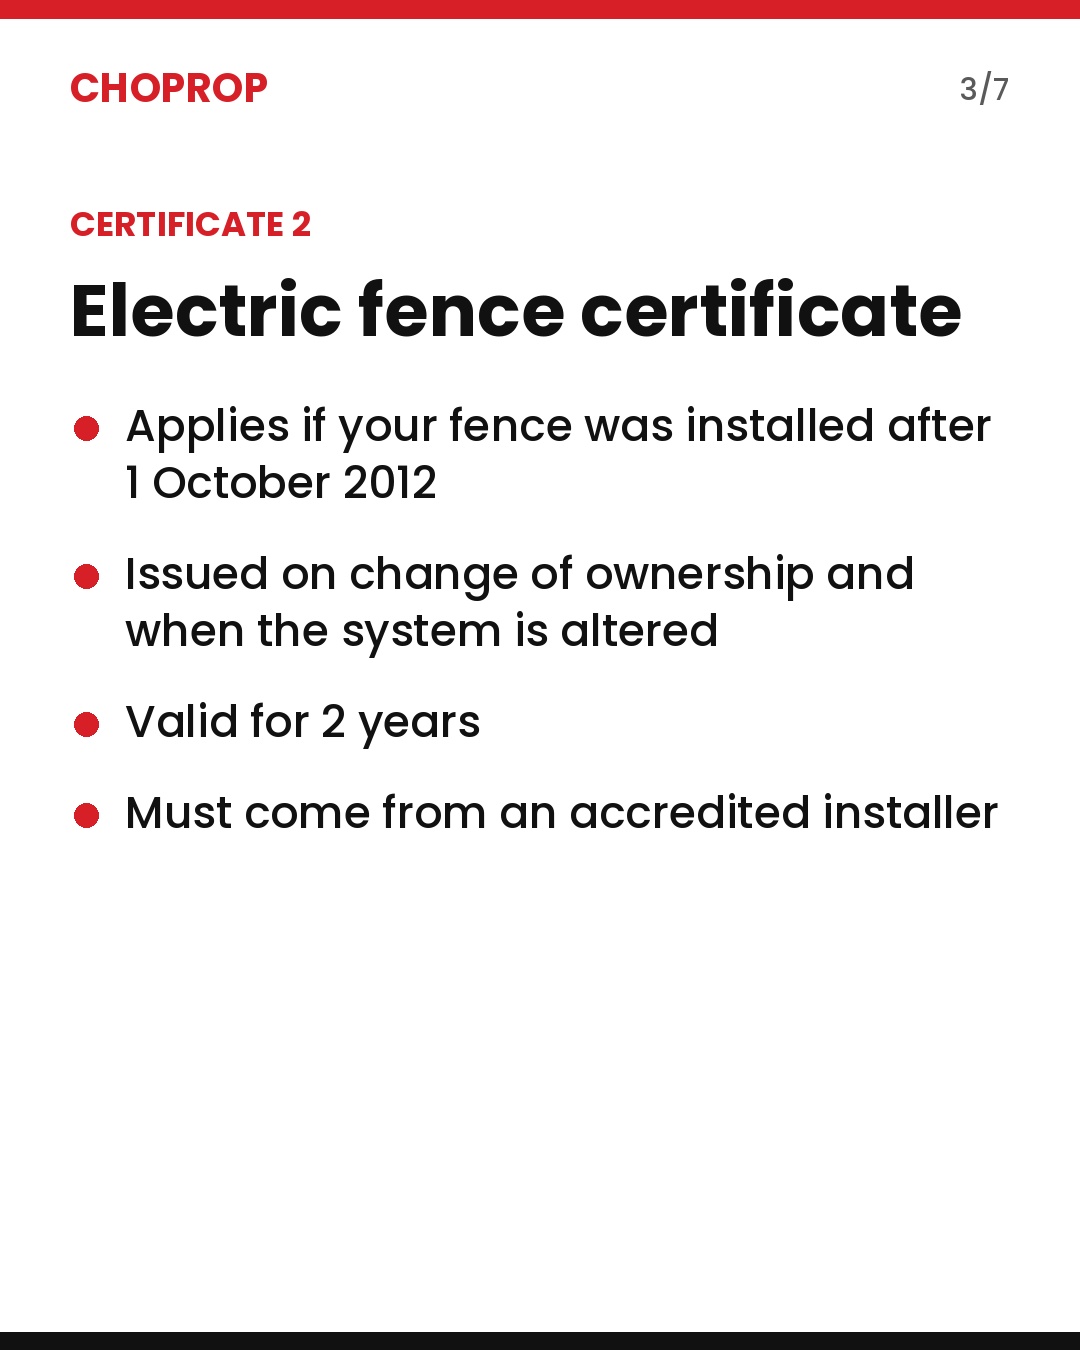 CHOPROP
3/7
CERTIFICATE 2
Electric fence certificate
Applies if your fence was installed after
1 October 2012
Issued on change of ownership and
when the system is altered
Valid for 2 years
Must come from an accredited installer